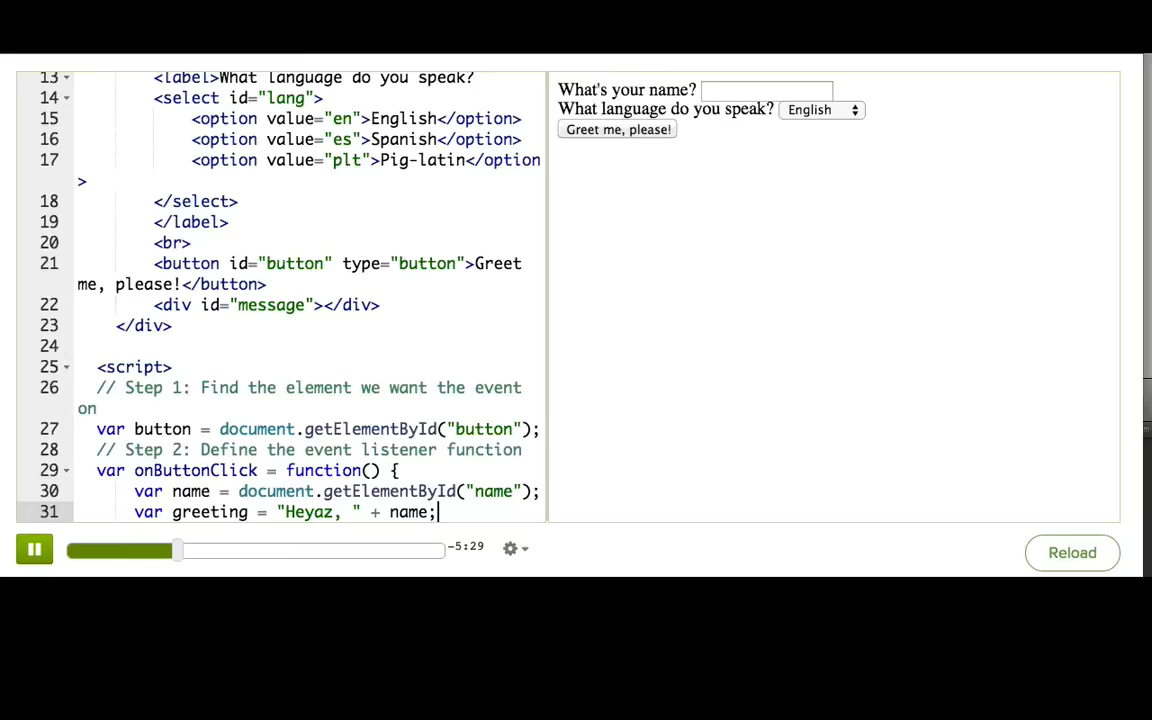 13        <label>What language do you speak?
14        <select id="lang">
15            <option value="en">English</option>
16            <option value="es">Spanish</option>
17            <option value="plt">Pig-latin</option
>
18        </select>
19        </label>
20        <br>
21        <button id="button" type="button">Greet
me, please!</button>
22        <div id="message"></div>
23    </div>
24
25  <script>
26  // Step 1: Find the element we want the event
on
27  var button = document.getElementById("button");
28  // Step 2: Define the event listener function
29  var onButtonClick = function() {
30      var name = document.getElementById("name");
31      var greeting = "Heyaz, " + name;
What's your name?
What language do you speak? English
Greet me, please!
-5:29
Reload